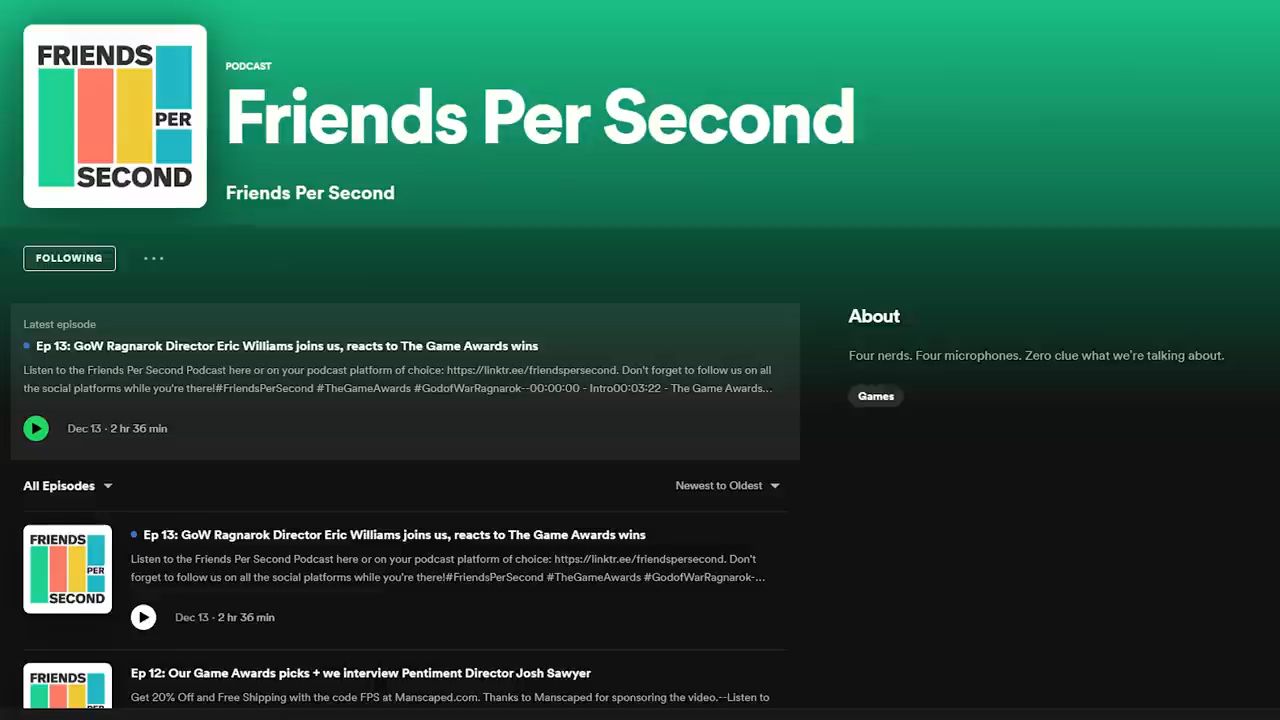 FRIENDS
PER
SECOND
PODCAST
Friends Per Second
Friends Per Second
FOLLOWING
Latest episode
Ep 13: GoW Ragnarok Director Eric Williams joins us, reacts to The Game Awards wins
Listen to the Friends Per Second Podcast here or on your podcast platform of choice: https://linktr.ee/friendspersecond. Don't forget to follow us on all
the social platforms while you're there!#FriendsPerSecond #TheGameAwards #GodofWarRagnarok--00:00:00 - Intro00:03:22 - The Game Awards...
Dec 13 · 2 hr 36 min
About
Four nerds. Four microphones. Zero clue what we're talking about.
Games
All Episodes
Newest to Oldest
FRIENDS
PER
SECOND
Ep 13: GoW Ragnarok Director Eric Williams joins us, reacts to The Game Awards wins
Listen to the Friends Per Second Podcast here or on your podcast platform of choice: https://linktr.ee/friendspersecond. Don't
forget to follow us on all the social platforms while you're there!#FriendsPerSecond #TheGameAwards #GodofWarRagnarok-...
Dec 13 · 2 hr 36 min
FRIENDS
PER
Ep 12: Our Game Awards picks + we interview Pentiment Director Josh Sawyer
Get 20% Off and Free Shipping with the code FPS at Manscaped.com. Thanks to Manscaped for sponsoring the video.--Listen to